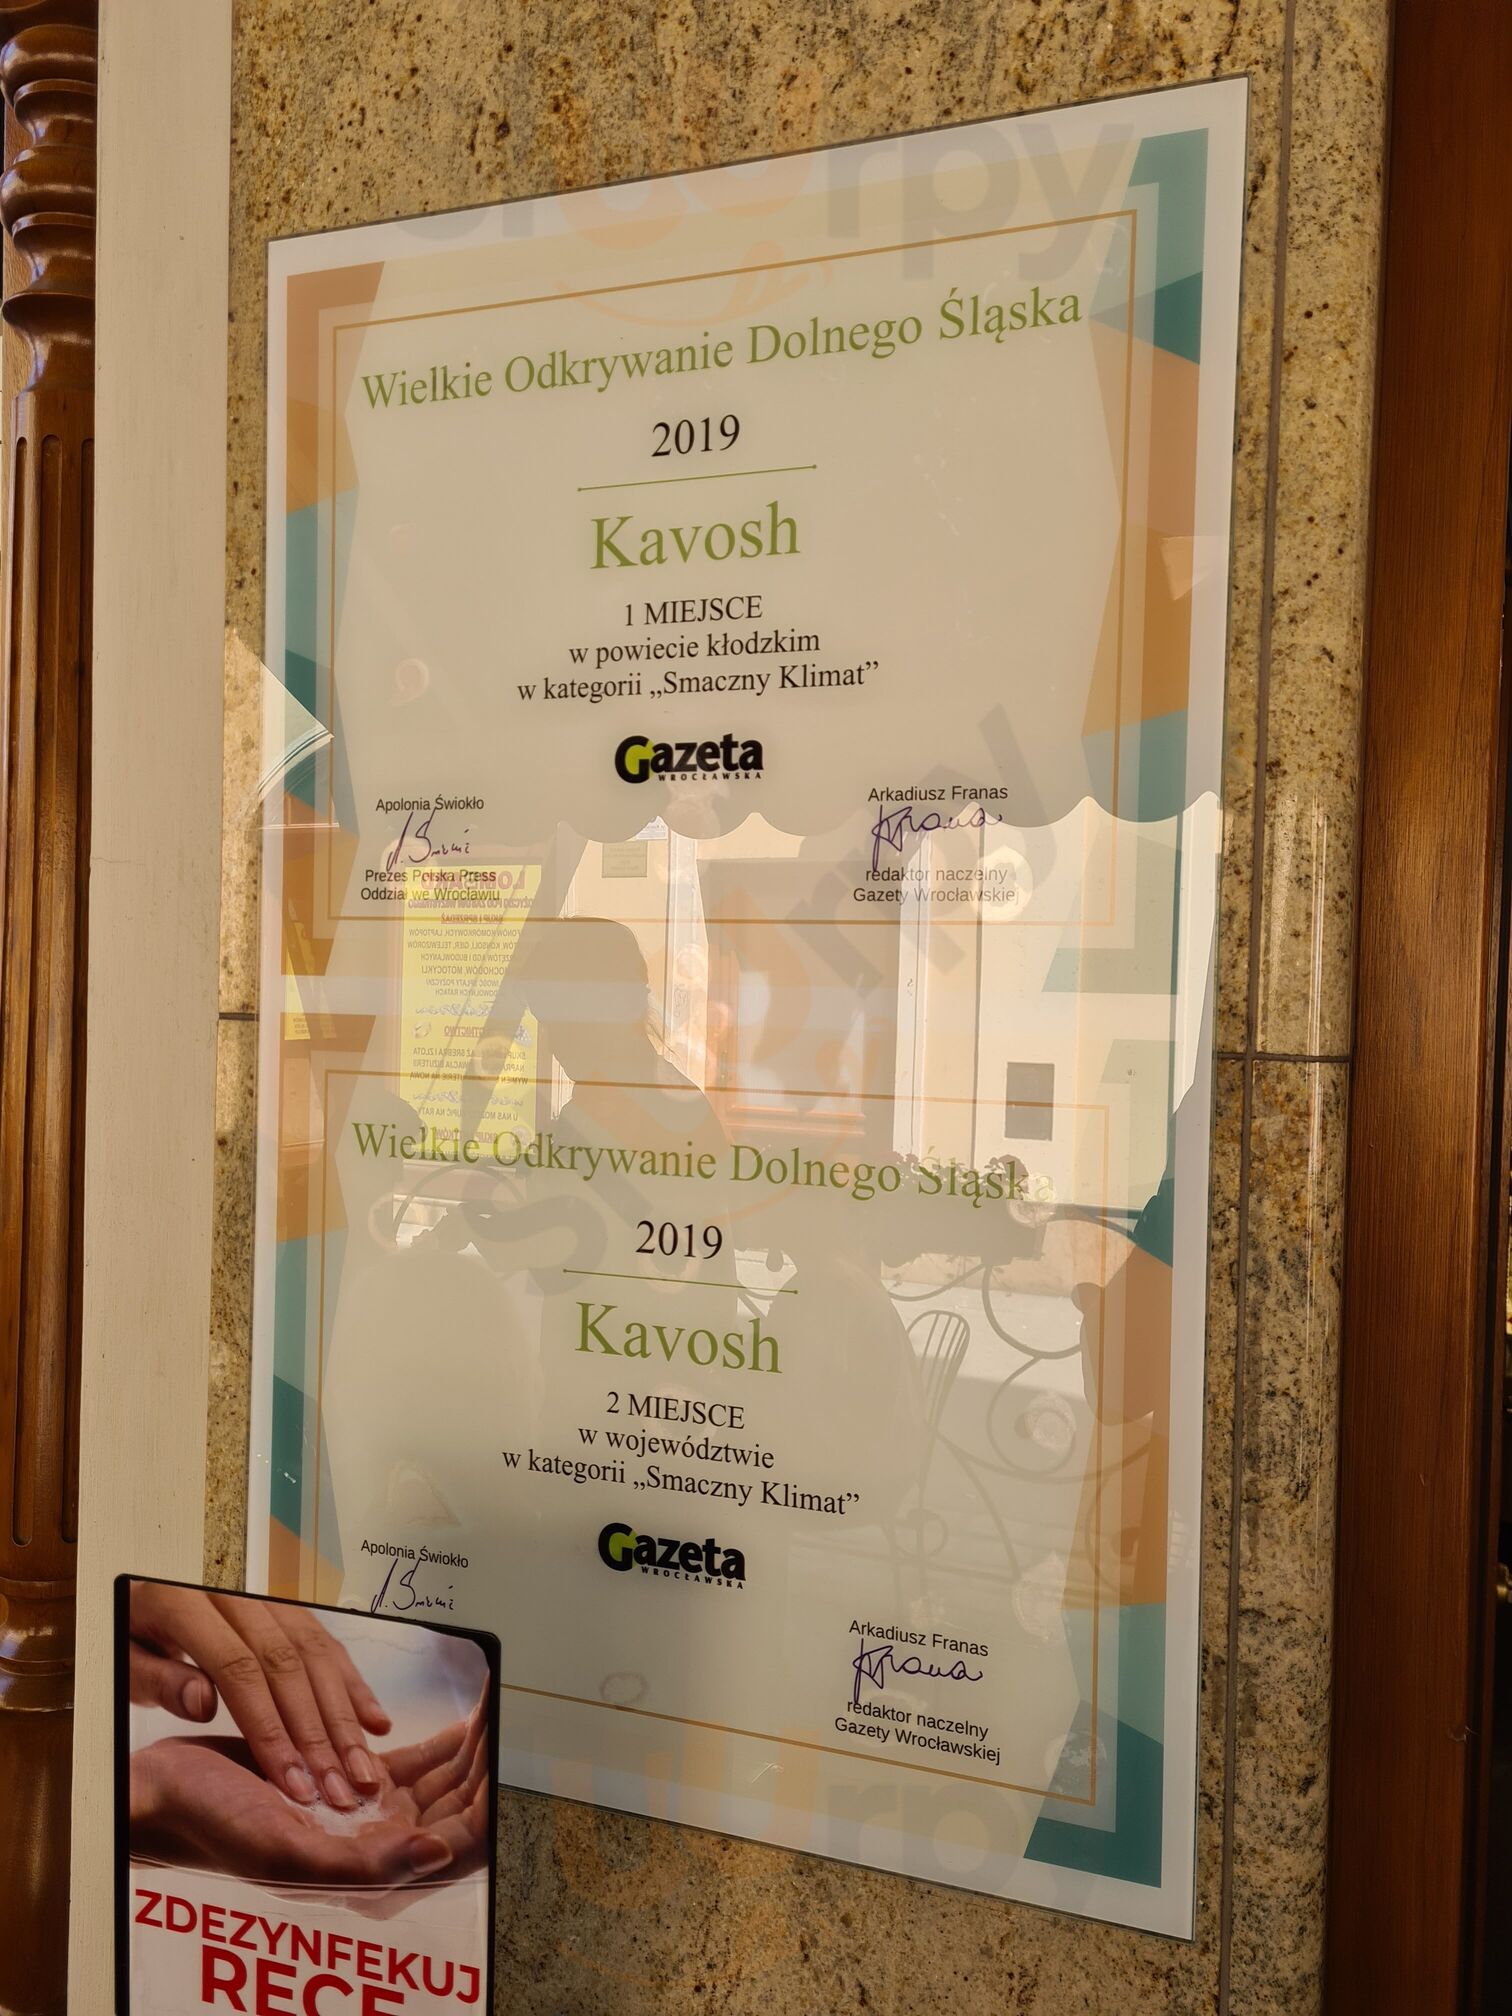 Wielkie Odkrywanie Dolnego Śląska
2019
Kavosh
1 MIEJSCE
w powiecie kłodzkim
w kategorii „Smaczny Klimat”
Gazeta
WROCŁAWSKA
Apolonia Świokło
Prezes Polska Press
Oddział we Wrocławiu
Arkadiusz Franas
redaktor naczelny
Gazety Wrocławskiej
Wielkie Odkrywanie Dolnego Śląska
2019
Kavosh
2 MIEJSCE
w województwie
w kategorii „Smaczny Klimat”
Gazeta
WROCŁAWSKA
Apolonia Świokło
Arkadiusz Franas
redaktor naczelny
Gazety Wrocławskiej
ZDEZYNFEKUJ
RĘCE